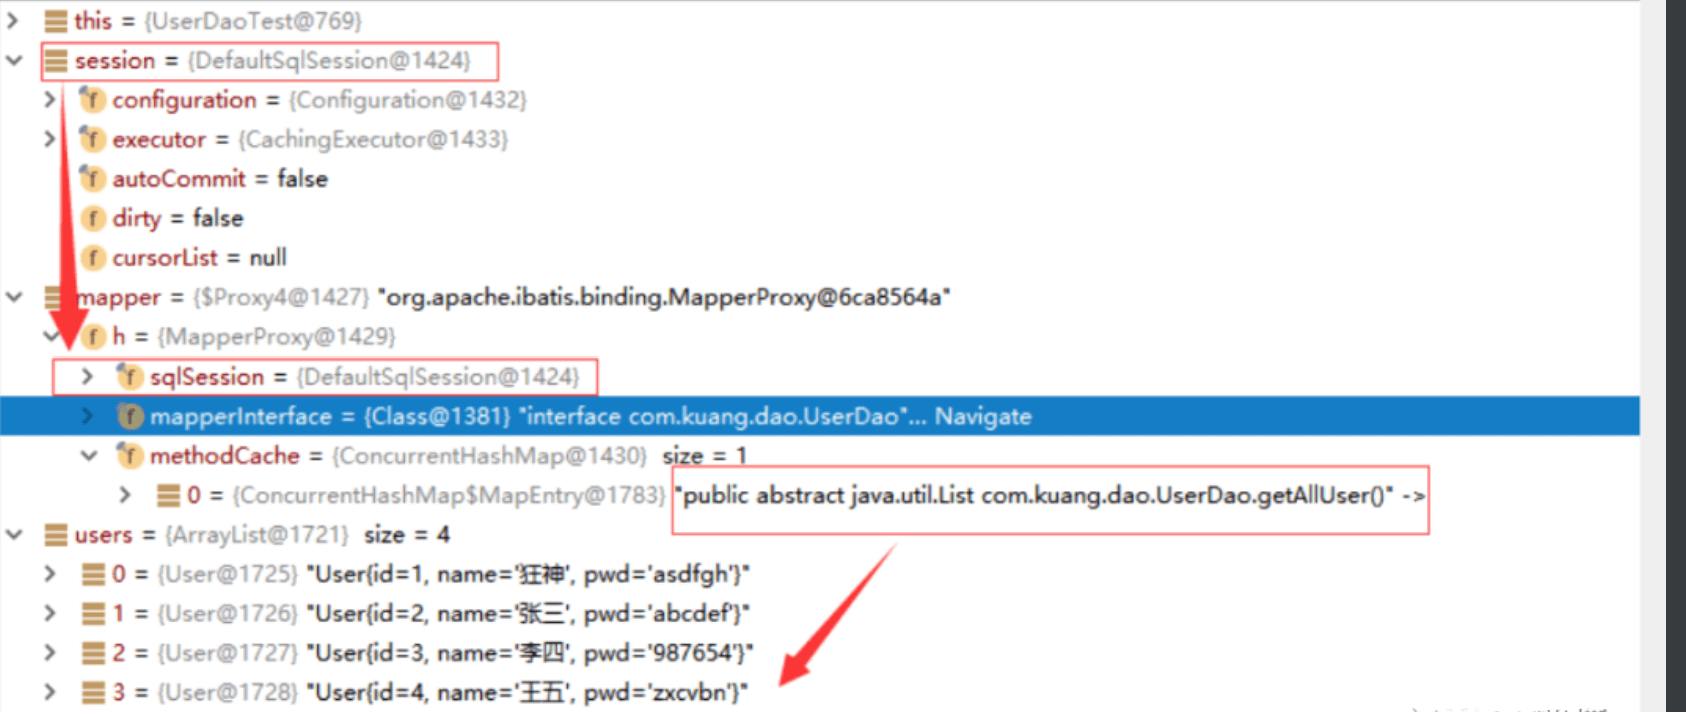 this = {UserDaoTest@769}
session = {DefaultSqlSession@1424}
f configuration = {Configuration@1432}
f executor = {CachingExecutor@1433}
f autoCommit = false
f dirty = false
f cursorList = null
mapper = {$Proxy4@1427} "org.apache.ibatis.binding.MapperProxy@6ca8564a"
f h = {MapperProxy@1429}
f sqlSession = {DefaultSqlSession@1424}
f mapperInterface = {Class@1381} "interface com.kuang.dao.UserDao"... Navigate
f methodCache = {ConcurrentHashMap@1430} size = 1
0 = {ConcurrentHashMap$MapEntry@1783} "public abstract java.util.List com.kuang.dao.UserDao.getAllUser()" ->
users = {ArrayList@1721} size = 4
0 = {User@1725} "User{id=1, name='狂神', pwd='asdfgh'}"
1 = {User@1726} "User{id=2, name='张三', pwd='abcdef'}"
2 = {User@1727} "User{id=3, name='李四', pwd='987654'}"
3 = {User@1728} "User{id=4, name='王五', pwd='zxcvbn'}"